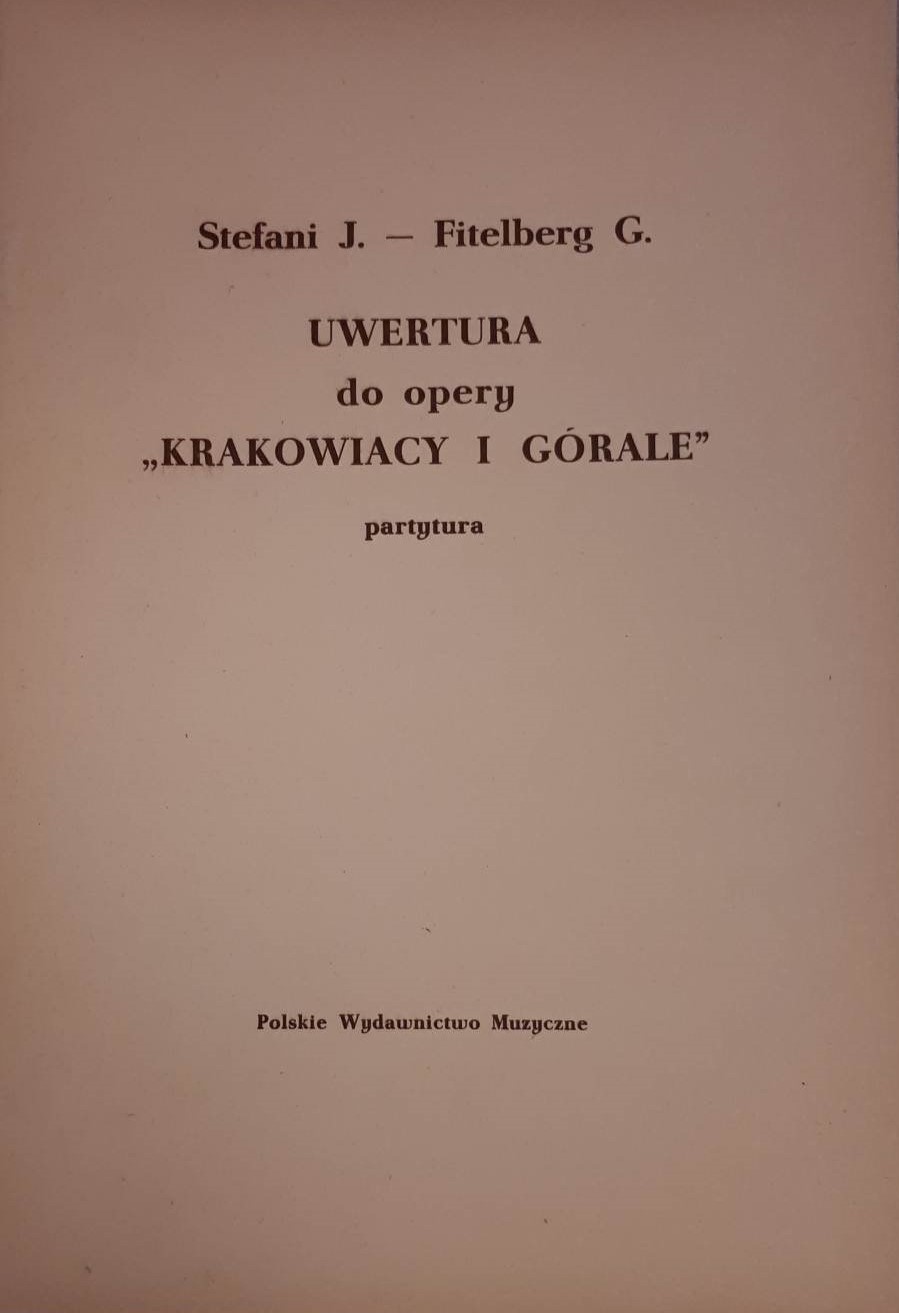 Stefani J. — Fitelberg G.
UWERTURA
do opery
„KRAKOWIACY I GÓRALE”
partytura
Polskie Wydawnictwo Muzyczne